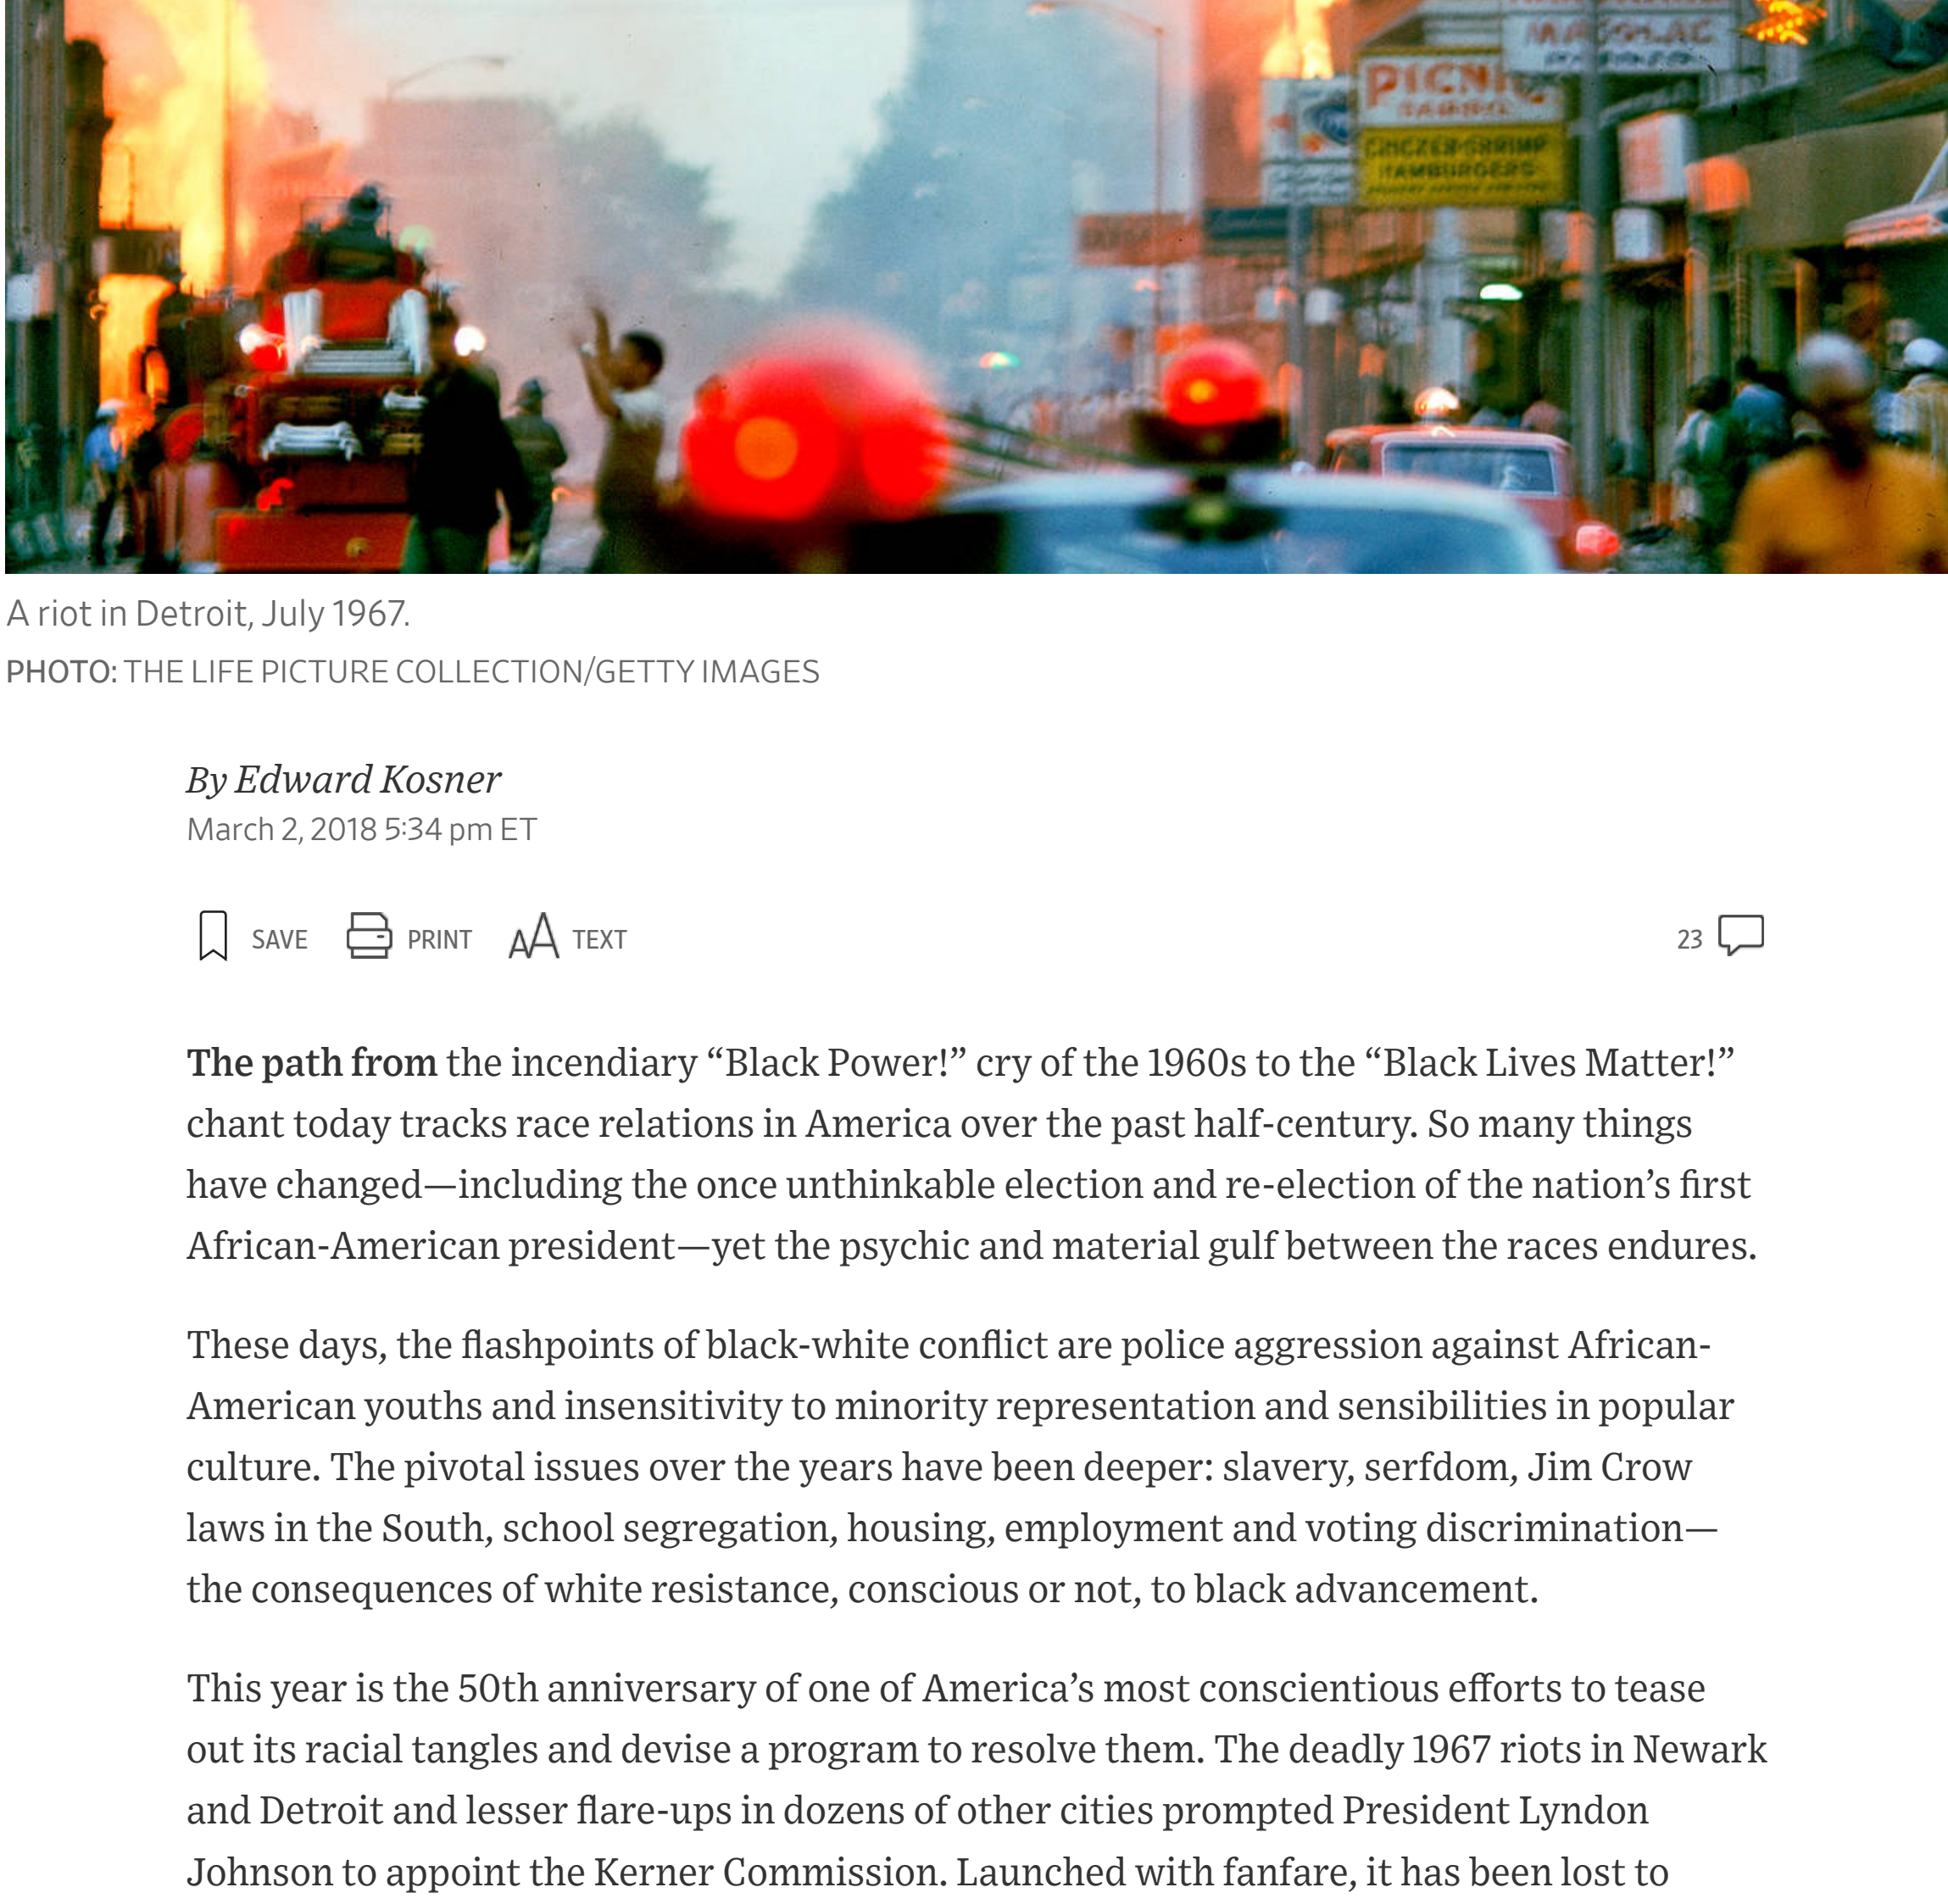 PICNIC
CHICKEN-SHRIMP
HAMBURGERS
A riot in Detroit, July 1967.
PHOTO: THE LIFE PICTURE COLLECTION/GETTY IMAGES
By Edward Kosner
March 2, 2018 5:34 pm ET
SAVE PRINT AA TEXT 23
The path from the incendiary “Black Power!” cry of the 1960s to the “Black Lives Matter!”
chant today tracks race relations in America over the past half-century. So many things
have changed—including the once unthinkable election and re-election of the nation’s first
African-American president—yet the psychic and material gulf between the races endures.
These days, the flashpoints of black-white conflict are police aggression against African-
American youths and insensitivity to minority representation and sensibilities in popular
culture. The pivotal issues over the years have been deeper: slavery, serfdom, Jim Crow
laws in the South, school segregation, housing, employment and voting discrimination—
the consequences of white resistance, conscious or not, to black advancement.
This year is the 50th anniversary of one of America’s most conscientious efforts to tease
out its racial tangles and devise a program to resolve them. The deadly 1967 riots in Newark
and Detroit and lesser flare-ups in dozens of other cities prompted President Lyndon
Johnson to appoint the Kerner Commission. Launched with fanfare, it has been lost to